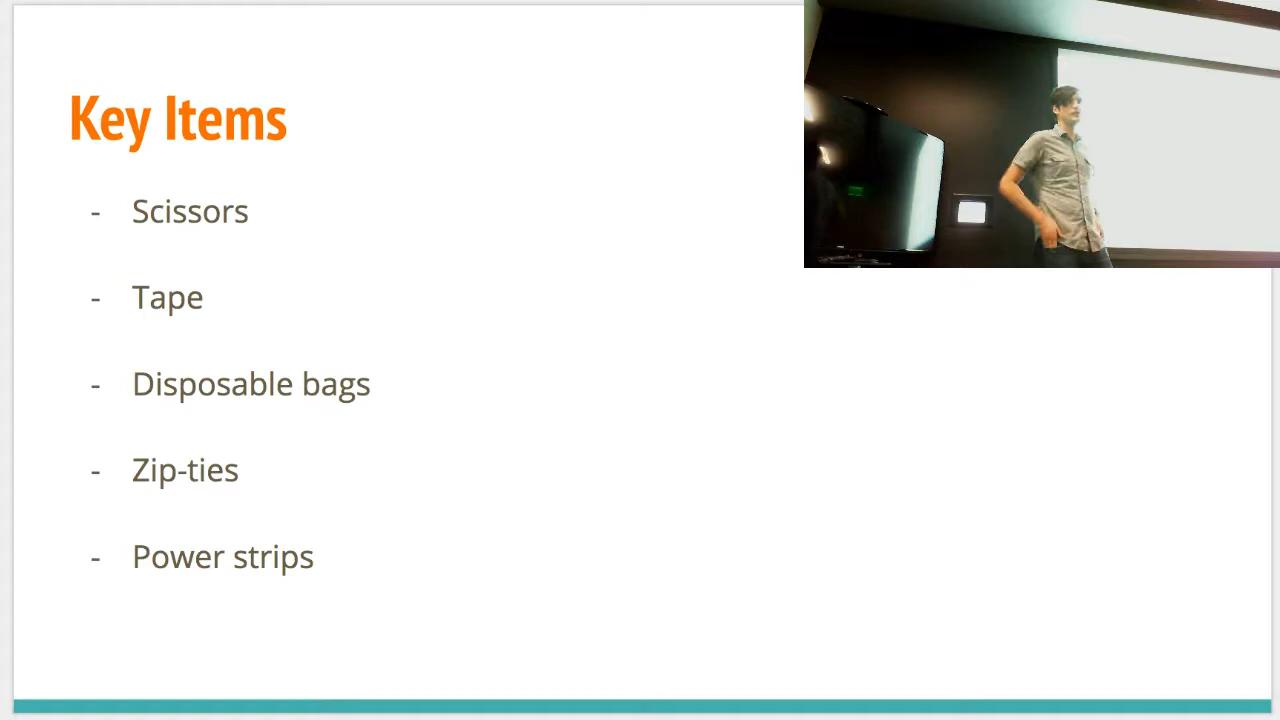 Key Items
- Scissors
- Tape
- Disposable bags
- Zip-ties
- Power strips